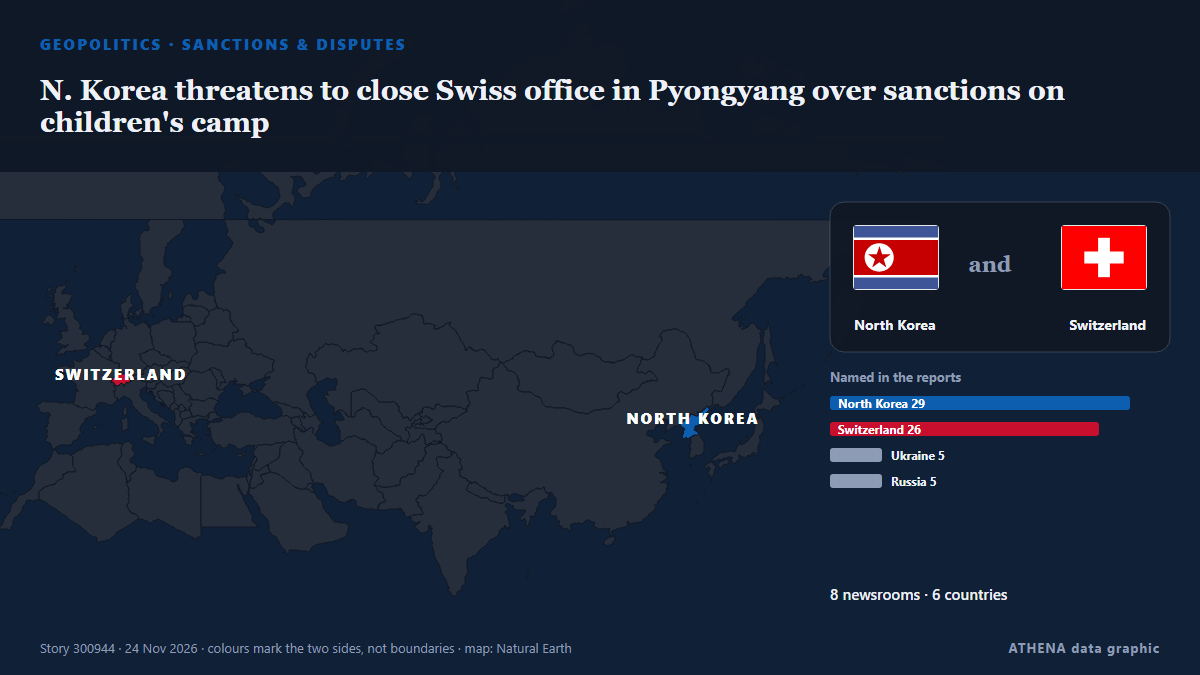 GEOPOLITICS · SANCTIONS & DISPUTES
N. Korea threatens to close Swiss office in Pyongyang over sanctions on
children's camp
SWITZERLAND
NORTH KOREA
and
North Korea
Switzerland
Named in the reports
North Korea 29
Switzerland 26
Ukraine 5
Russia 5
8 newsrooms · 6 countries
Story 300944 · 24 Nov 2026 · colours mark the two sides, not boundaries · map: Natural Earth
ATHENA data graphic